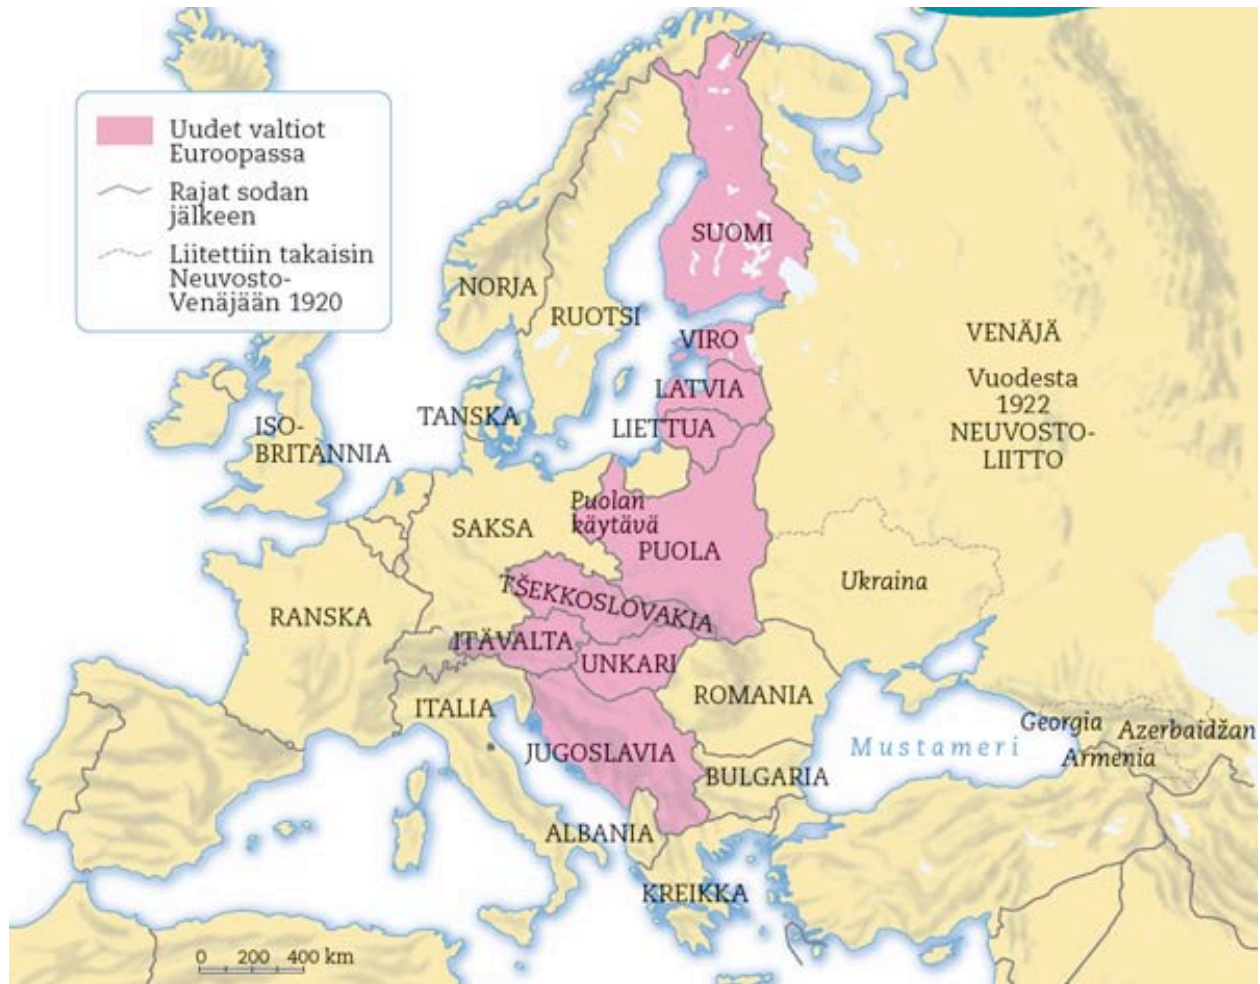 Uudet valtiot
Euroopassa
Rajat sodan
jälkeen
Liitettiin takaisin
Neuvosto-
Venäjään 1920
SUOMI
NORJA
RUOTSI
VIRO
VENÄJÄ
Vuodesta
1922
NEUVOSTO-
LIITTO
LATVIA
TANSKA
LIETTUA
ISO-
BRITANNIA
Puolan
käytävä
SAKSA
PUOLA
Ukraina
TŠEKKOSLOVAKIA
RANSKA
ITÄVALTA
UNKARI
ROMANIA
ITALIA
Georgia
Azerbaidžan
Armenia
Mustameri
JUGOSLAVIA
BULGARIA
ALBANIA
KREIKKA
0 200 400 km